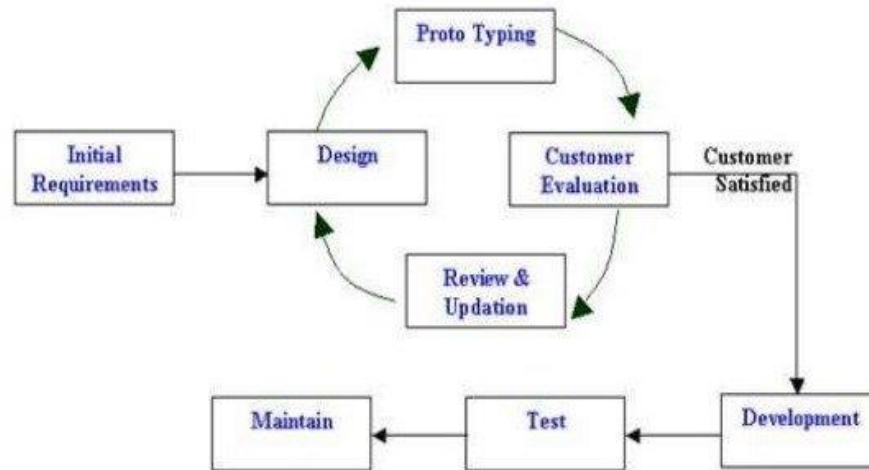 Proto Typing
Initial
Requirements
Design
Customer
Evaluation
Customer
Satisfied
Review &
Updation
Maintain
Test
Development